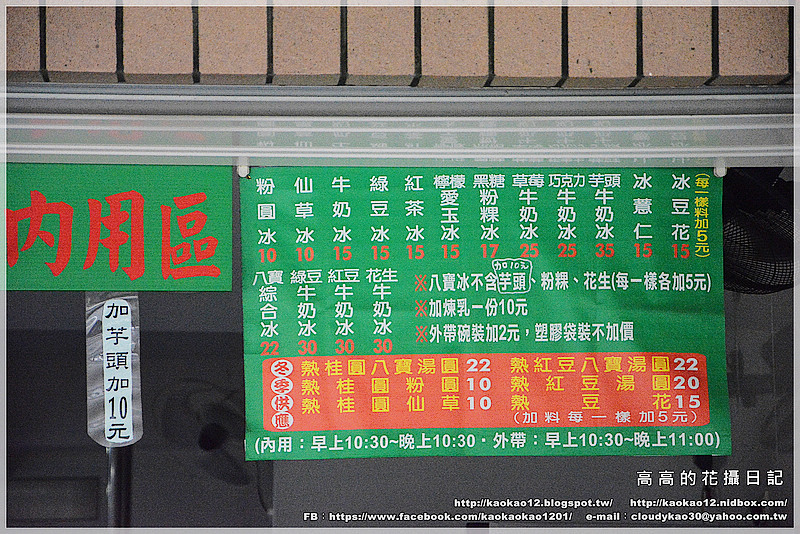 內用區
加芋頭加10元
粉圓冰 10
仙草冰 10
牛奶冰 15
綠豆冰 15
紅茶冰 15
檸檬愛玉冰 15
黑糖粉粿冰 17
草莓牛奶冰 25
巧克力牛奶冰 25
芋頭牛奶冰 35
冰薏仁 15
冰豆花 15
(每一樣料加5元)
八寶綜合冰 22
綠豆牛奶冰 30
紅豆牛奶冰 30
花生牛奶冰 30
加10元
※八寶冰不含芋頭、粉粿、花生(每一樣各加5元)
※加煉乳一份10元
※外帶碗裝加2元，塑膠袋裝不加價
冬季供應
熱桂圓八寶湯圓 22 熱紅豆八寶湯圓 22
熱桂圓粉圓 10 熱紅豆湯圓 20
熱桂圓仙草 10 熱豆花 15
(加料每一樣加5元)
(內用：早上10:30~晚上10:30·外帶：早上10:30~晚上11:00)
高高的花攝日記
http://kaokao12.blogspot.tw/ http://kaokao12.nidbox.com/
FB：https://www.facebook.com/kaokaokao1201/ e-mail：cloudykao30@yahoo.com.tw